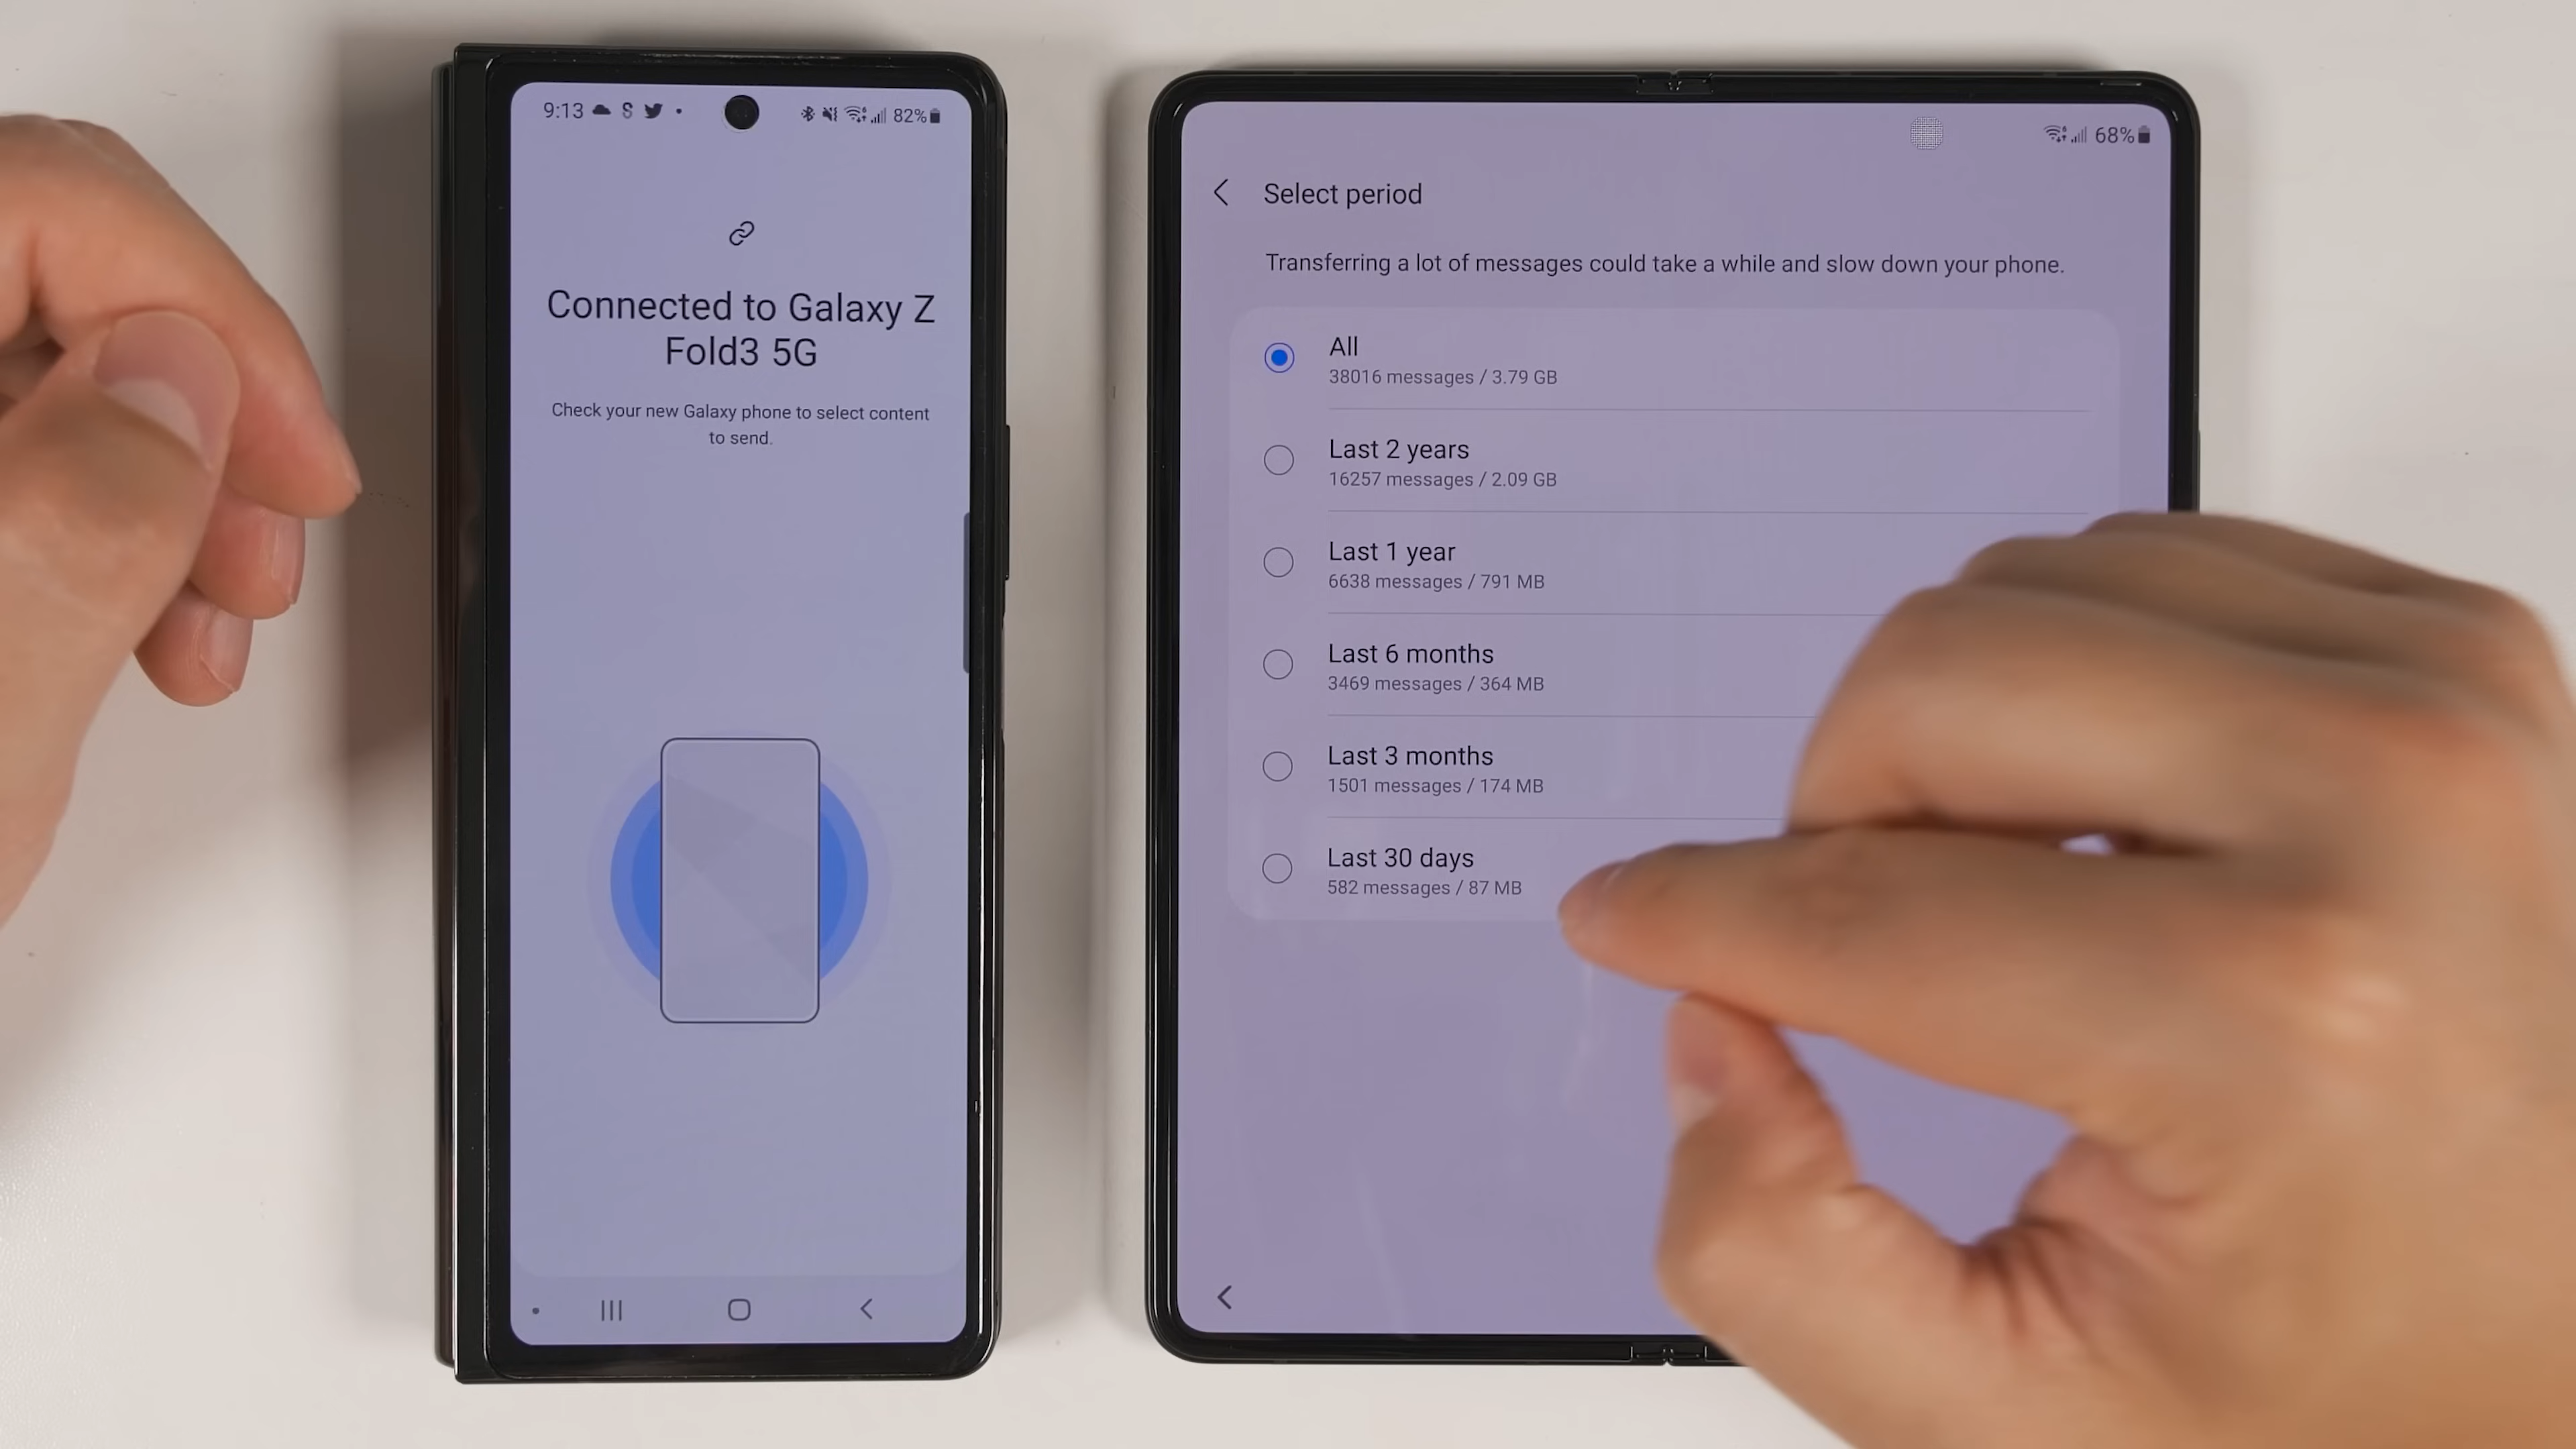 9:13
82%
Connected to Galaxy Z
Fold3 5G
Check your new Galaxy phone to select content
to send.
68%
Select period
Transferring a lot of messages could take a while and slow down your phone.
All
38016 messages / 3.79 GB
Last 2 years
16257 messages / 2.09 GB
Last 1 year
6638 messages / 791 MB
Last 6 months
3469 messages / 364 MB
Last 3 months
1501 messages / 174 MB
Last 30 days
582 messages / 87 MB